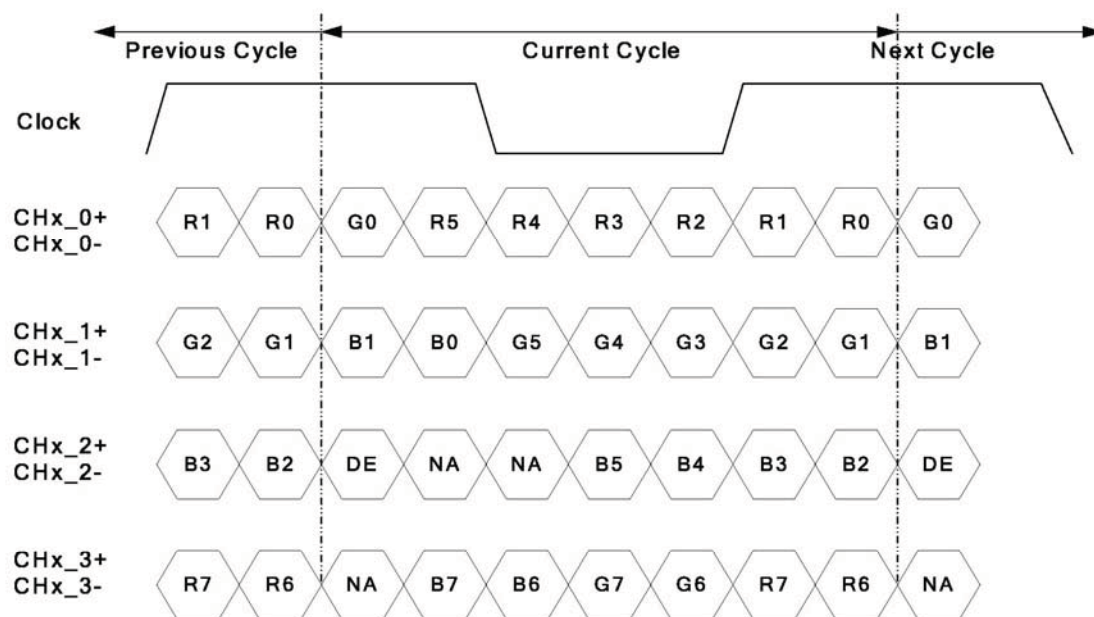 Previous Cycle Current Cycle Next Cycle
Clock
CHx_0+
CHx_0-
R1 R0 G0 R5 R4 R3 R2 R1 R0 G0
CHx_1+
CHx_1-
G2 G1 B1 B0 G5 G4 G3 G2 G1 B1
CHx_2+
CHx_2-
B3 B2 DE NA NA B5 B4 B3 B2 DE
CHx_3+
CHx_3-
R7 R6 NA B7 B6 G7 G6 R7 R6 NA